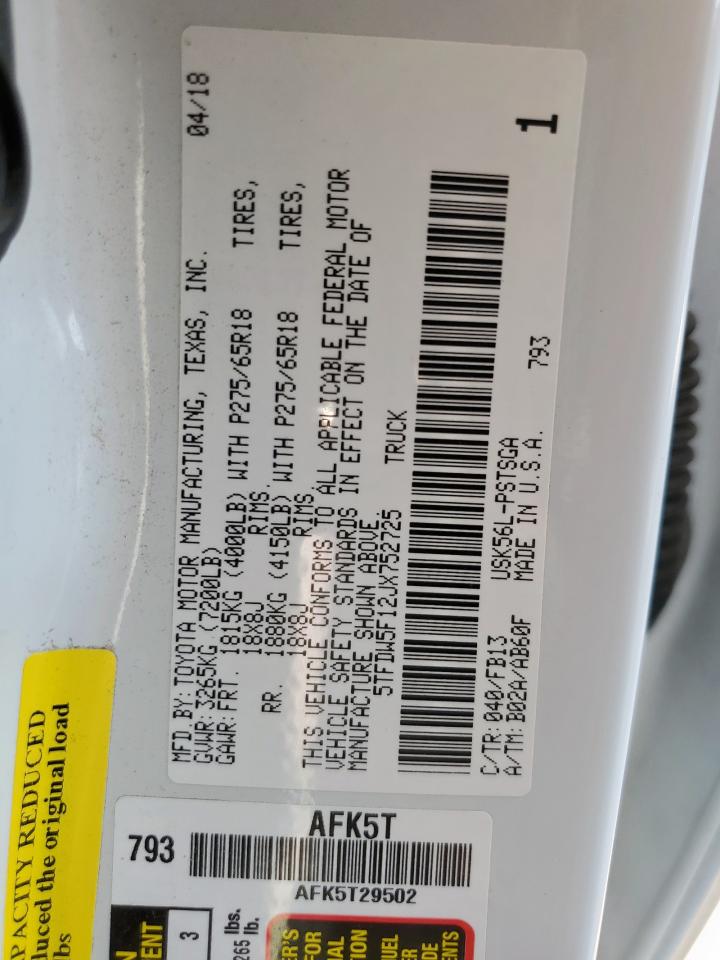 MFD BY: TOYOTA MOTOR MANUFACTURING, TEXAS, INC. 04/18
GVWR: 3265KG (7200LB)
GAWR: FRT. 1815KG (4000LB) WITH P275/65R18 TIRES,
18X8J RIMS
RR. 1880KG (4150LB) WITH P275/65R18 TIRES,
18X8J RIMS
THIS VEHICLE CONFORMS TO ALL APPLICABLE FEDERAL MOTOR
VEHICLE SAFETY STANDARDS IN EFFECT ON THE DATE OF
MANUFACTURE SHOWN ABOVE.
5TFDW5F12JX752725 TRUCK
C/TR: 040/FB13 USK56L-PSTSGA
A/TM: B02A/AB60F MADE IN U.S.A. 793
1
793
AFK5T
AFK5T29502
PACITY REDUCED
duced the original load
lbs
3
lbs.
265 lb.